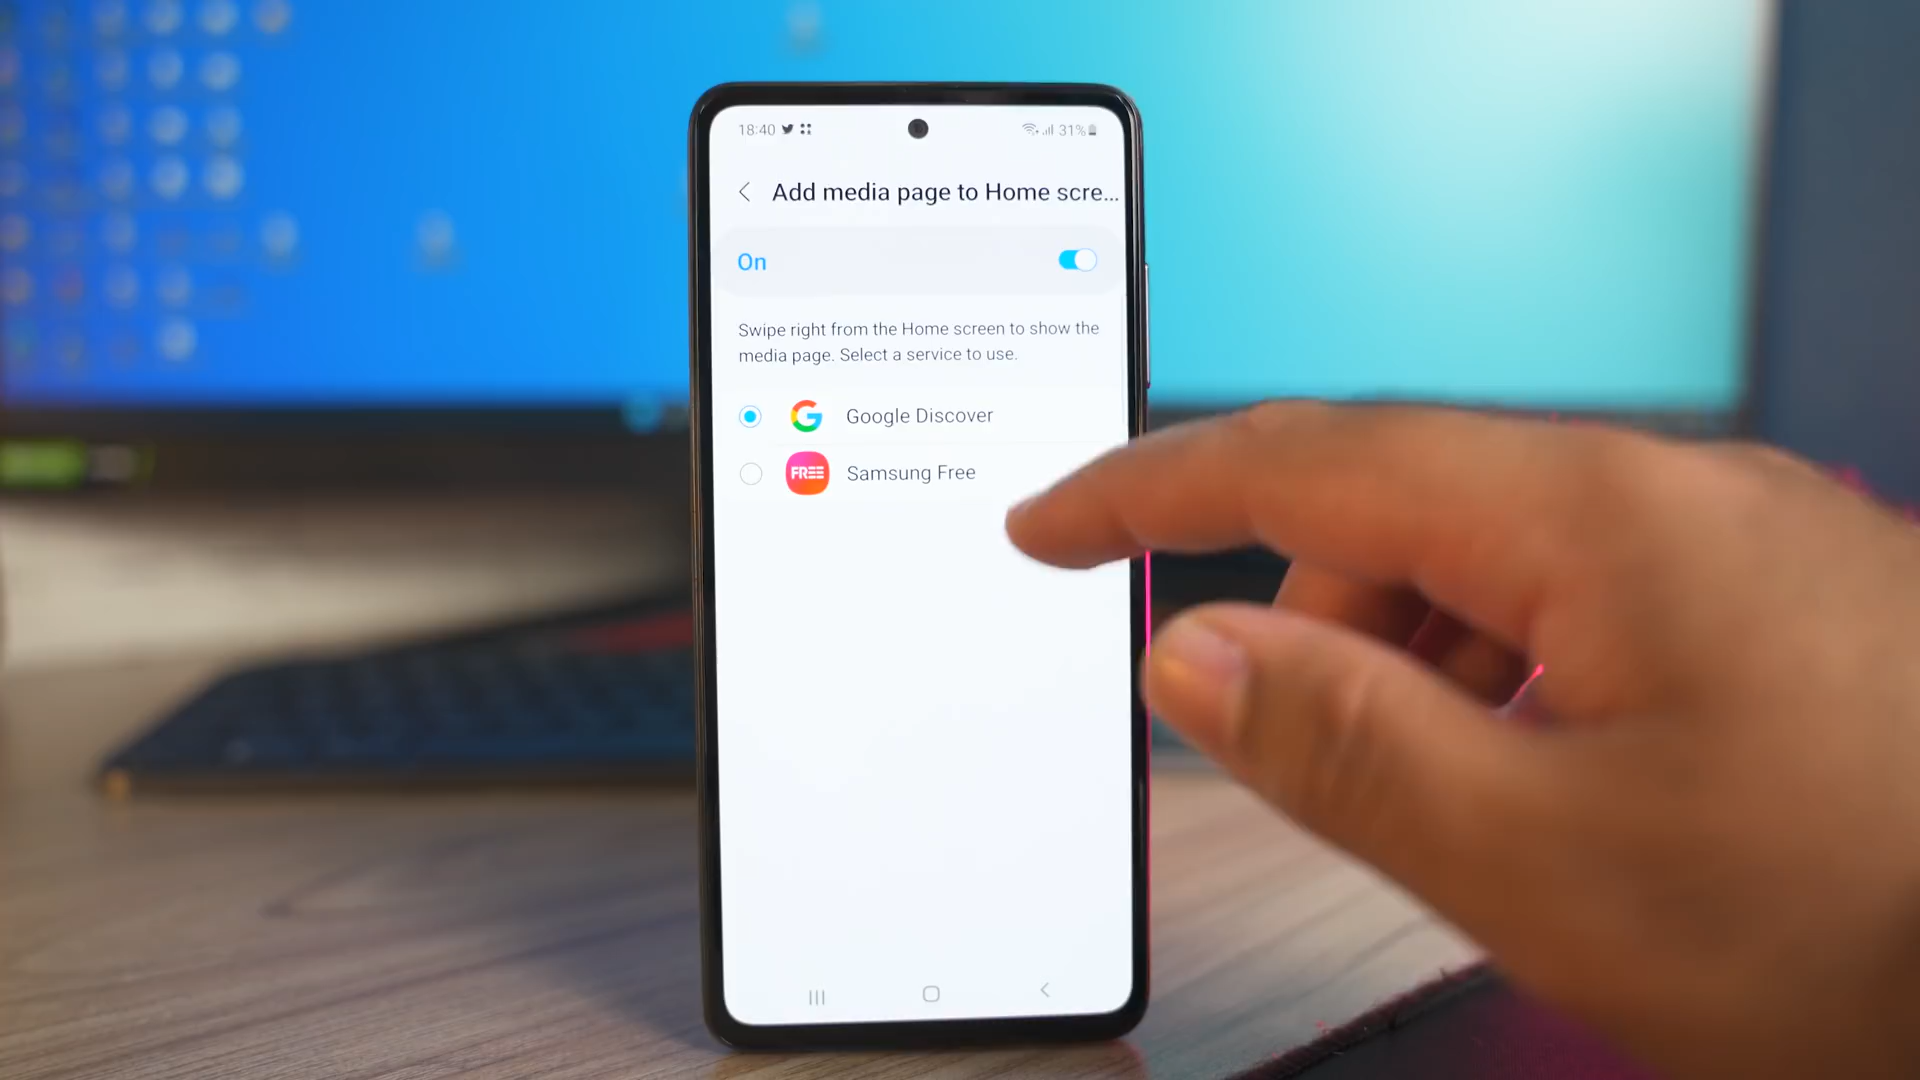 18:40 31%
Add media page to Home scre...
On
Swipe right from the Home screen to show the
media page. Select a service to use.
Google Discover
FREE Samsung Free